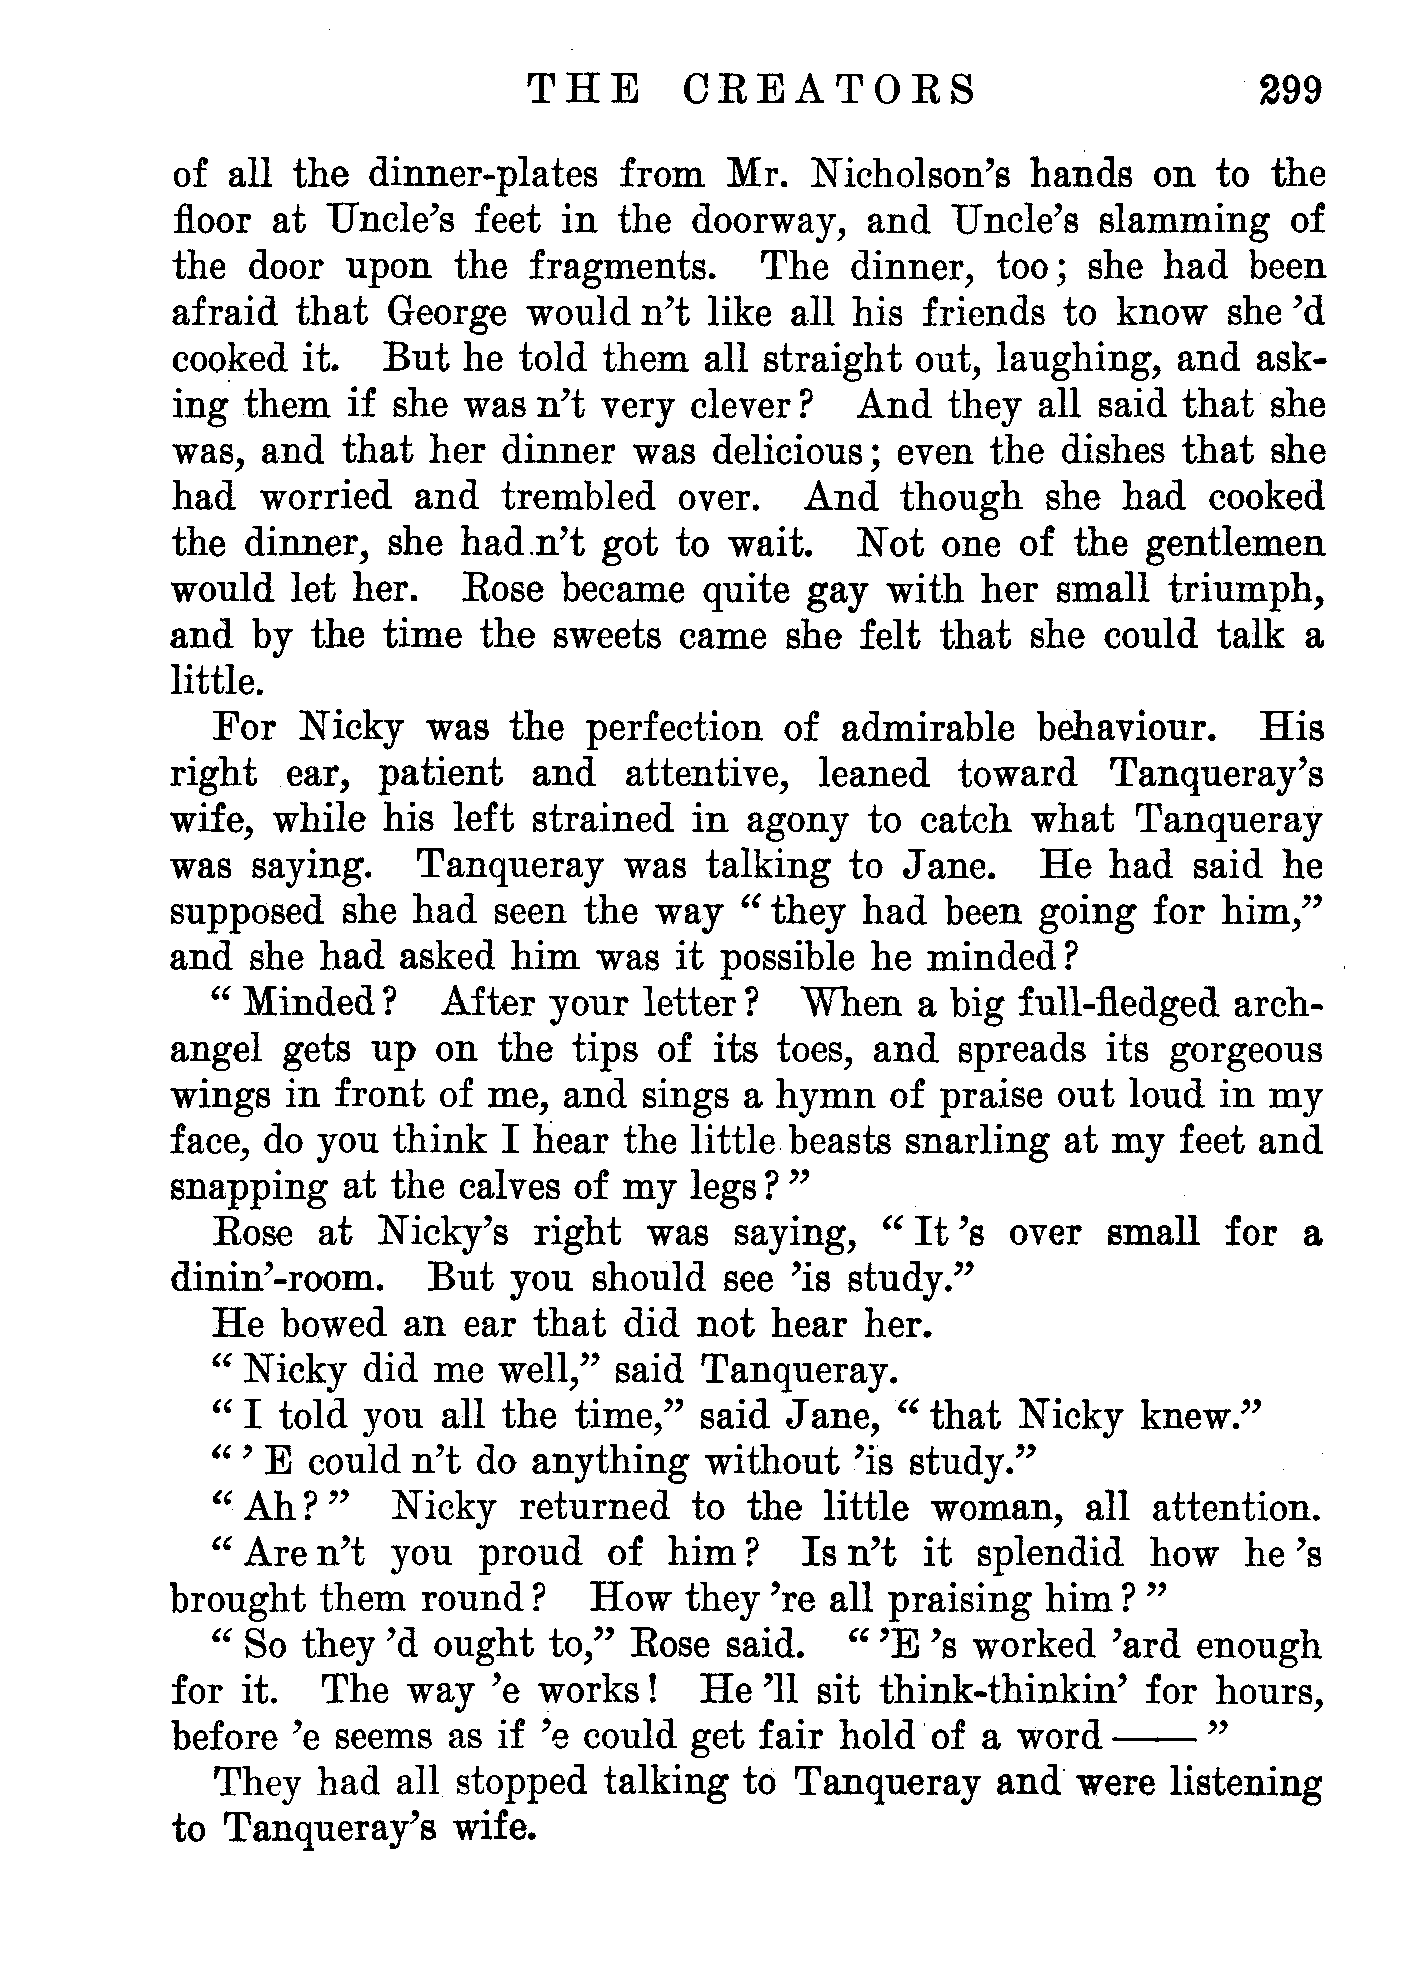 THE CREATORS 299
of all the dinner-plates from Mr. Nicholson's hands on to the
floor at Uncle's feet in the doorway, and Uncle's slamming of
the door upon the fragments. The dinner, too; she had been
afraid that George would n't like all his friends to know she 'd
cooked it. But he told them all straight out, laughing, and ask-
ing them if she was n't very clever? And they all said that she
was, and that her dinner was delicious; even the dishes that she
had worried and trembled over. And though she had cooked
the dinner, she had n't got to wait. Not one of the gentlemen
would let her. Rose became quite gay with her small triumph,
and by the time the sweets came she felt that she could talk a
little.
For Nicky was the perfection of admirable behaviour. His
right ear, patient and attentive, leaned toward Tanqueray's
wife, while his left strained in agony to catch what Tanqueray
was saying. Tanqueray was talking to Jane. He had said he
supposed she had seen the way "they had been going for him,"
and she had asked him was it possible he minded?
"Minded? After your letter? When a big full-fledged arch-
angel gets up on the tips of its toes, and spreads its gorgeous
wings in front of me, and sings a hymn of praise out loud in my
face, do you think I hear the little beasts snarling at my feet and
snapping at the calves of my legs?"
Rose at Nicky's right was saying, "It 's over small for a
dinin'-room. But you should see 'is study."
He bowed an ear that did not hear her.
"Nicky did me well," said Tanqueray.
"I told you all the time," said Jane, "that Nicky knew."
"' E could n't do anything without 'is study."
"Ah?" Nicky returned to the little woman, all attention.
"Are n't you proud of him? Is n't it splendid how he 's
brought them round? How they 're all praising him?"
"So they 'd ought to," Rose said. "'E 's worked 'ard enough
for it. The way 'e works! He 'll sit think-thinkin' for hours,
before 'e seems as if 'e could get fair hold of a word——"
They had all stopped talking to Tanqueray and were listening
to Tanqueray's wife.